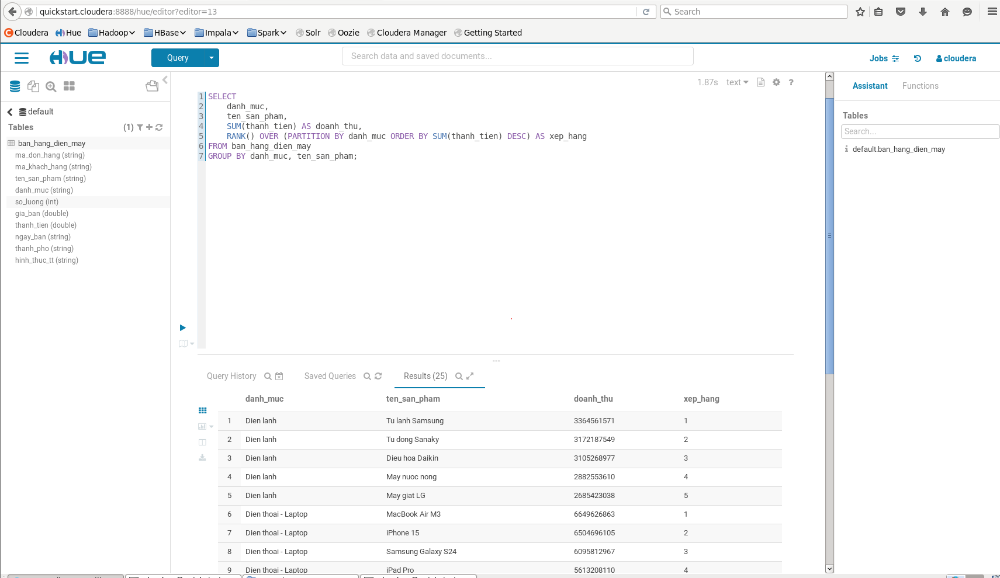 quickstart.cloudera:8888/hue/editor?editor=13
Search
Cloudera Hue Hadoop HBase Impala Spark Solr Oozie Cloudera Manager Getting Started
HUE Query Search data and saved documents... Jobs cloudera
1.87s text ?
Assistant Functions
default
Tables (1)
ban_hang_dien_may
ma_don_hang (string)
ma_khach_hang (string)
ten_san_pham (string)
danh_muc (string)
so_luong (int)
gia_ban (double)
thanh_tien (double)
ngay_ban (string)
thanh_pho (string)
hinh_thuc_tt (string)
1 SELECT
2 danh_muc,
3 ten_san_pham,
4 SUM(thanh_tien) AS doanh_thu,
5 RANK() OVER (PARTITION BY danh_muc ORDER BY SUM(thanh_tien) DESC) AS xep_hang
6 FROM ban_hang_dien_may
7 GROUP BY danh_muc, ten_san_pham;
Tables
Search...
default.ban_hang_dien_may
Query History Saved Queries Results (25)
danh_muc ten_san_pham doanh_thu xep_hang
1 Dien lanh Tu lanh Samsung 3364561571 1
2 Dien lanh Tu dong Sanaky 3172187549 2
3 Dien lanh Dieu hoa Daikin 3105268977 3
4 Dien lanh May nuoc nong 2882553610 4
5 Dien lanh May giat LG 2685423038 5
6 Dien thoai - Laptop MacBook Air M3 6649626863 1
7 Dien thoai - Laptop iPhone 15 6504696105 2
8 Dien thoai - Laptop Samsung Galaxy S24 6095812967 3
9 Dien thoai - Laptop iPad Pro 5613208110 4